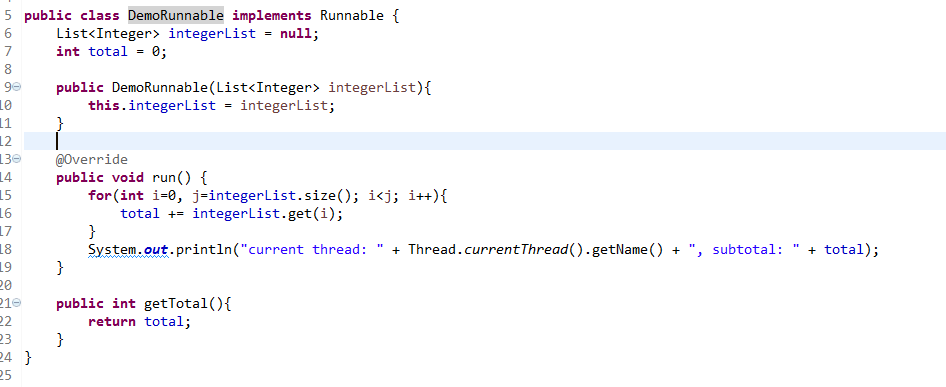 5 public class DemoRunnable implements Runnable {
6 List<Integer> integerList = null;
7 int total = 0;
8
9 public DemoRunnable(List<Integer> integerList){
10 this.integerList = integerList;
11 }
12
13 @Override
14 public void run() {
15 for(int i=0, j=integerList.size(); i<j; i++){
16 total += integerList.get(i);
17 }
18 System.out.println("current thread: " + Thread.currentThread().getName() + ", subtotal: " + total);
19 }
20
21 public int getTotal(){
22 return total;
23 }
24 }
25